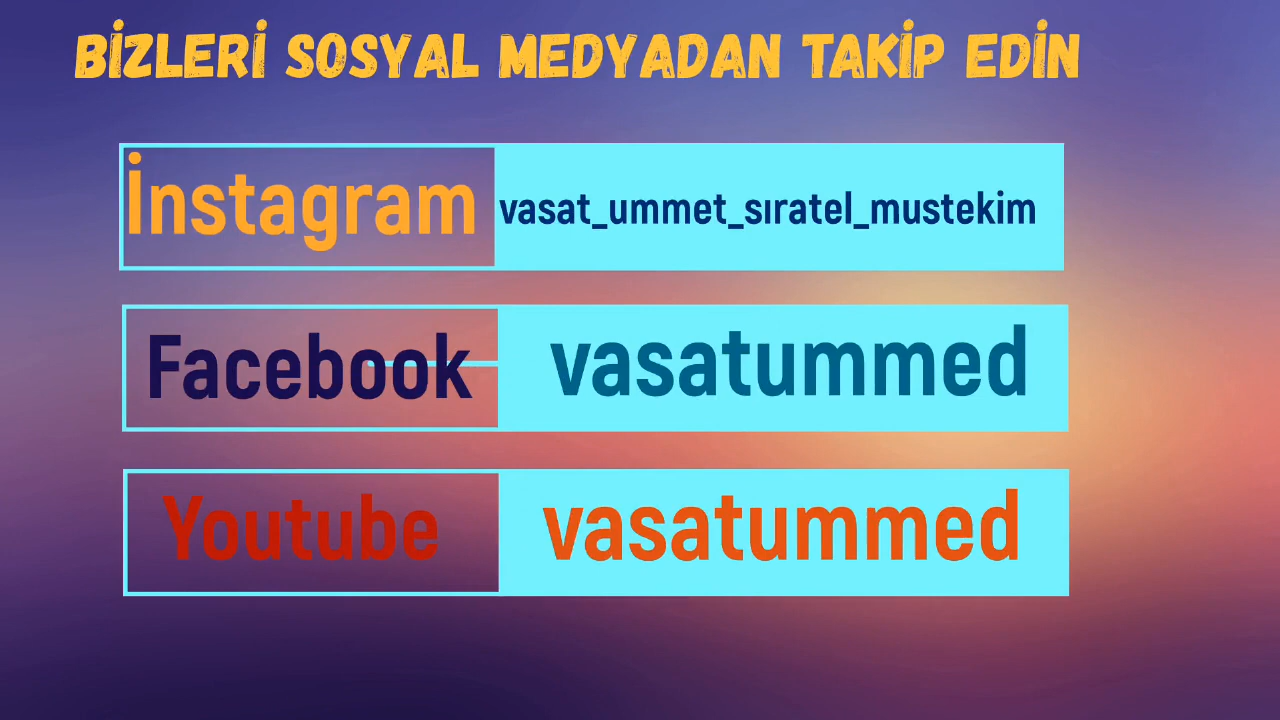 BİZLERİ SOSYAL MEDYADAN TAKİP EDİN
İnstagram vasat_ummet_sıratel_mustekim
Facebook vasatummed
Youtube vasatummed